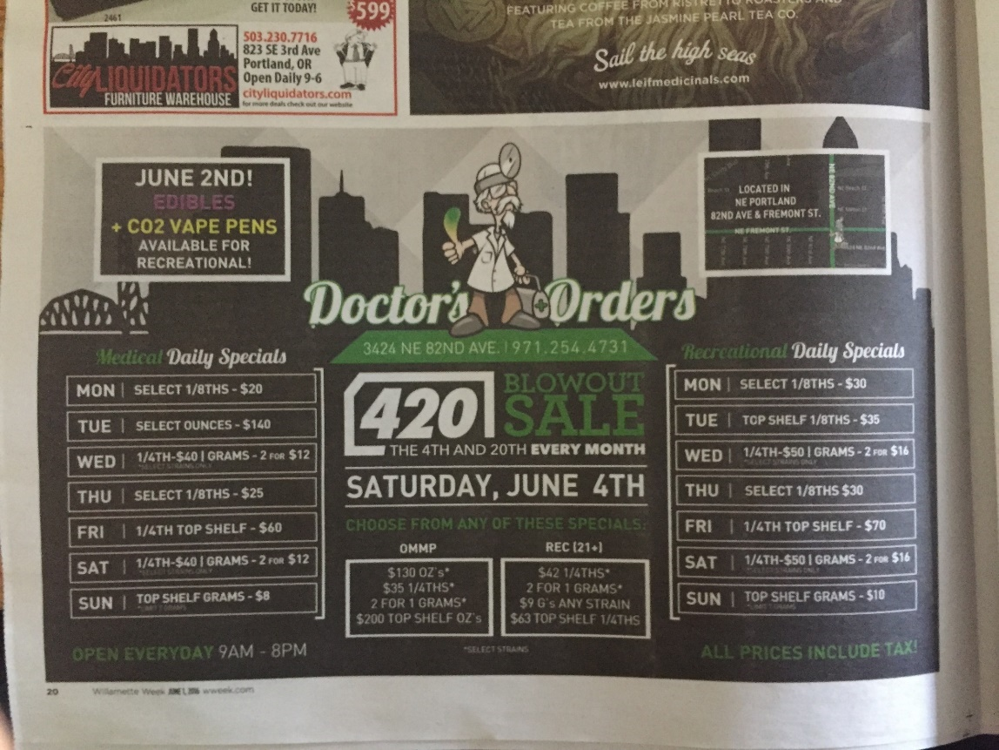 GET IT TODAY!
$599
2461
City LIQUIDATORS
FURNITURE WAREHOUSE
503.230.7716
823 SE 3rd Ave
Portland, OR
Open Daily 9-6
cityliquidators.com
for more deals check out our website
FEATURING COFFEE FROM RISTRETTO ROASTERS AND
TEA FROM THE JASMINE PEARL TEA CO.
Sail the high seas
www.leifmedicinals.com
JUNE 2ND!
EDIBLES
+ CO2 VAPE PENS
AVAILABLE FOR
RECREATIONAL!
LOCATED IN
NE PORTLAND
82ND AVE & FREMONT ST.
NE FREMONT ST.
NE 82ND AVE
Doctor's Orders
3424 NE 82ND AVE. | 971.254.4731
Medical Daily Specials
MON | SELECT 1/8THS - $20
TUE | SELECT OUNCES - $140
WED | 1/4TH-$40 | GRAMS - 2 FOR $12
*SELECT STRAINS ONLY
THU | SELECT 1/8THS - $25
FRI | 1/4TH TOP SHELF - $60
SAT | 1/4TH-$40 | GRAMS - 2 FOR $12
*SELECT STRAINS ONLY
SUN | TOP SHELF GRAMS - $8
OPEN EVERYDAY 9AM - 8PM
420 BLOWOUT
SALE
THE 4TH AND 20TH EVERY MONTH
SATURDAY, JUNE 4TH
CHOOSE FROM ANY OF THESE SPECIALS:
OMMP
$130 OZ's*
$35 1/4THS*
2 FOR 1 GRAMS*
$200 TOP SHELF OZ's
REC [21+]
$42 1/4THS*
2 FOR 1 GRAMS*
$9 G's ANY STRAIN
$63 TOP SHELF 1/4THS
*SELECT STRAINS
Recreational Daily Specials
MON | SELECT 1/8THS - $30
TUE | TOP SHELF 1/8THS - $35
WED | 1/4TH-$50 | GRAMS - 2 FOR $16
*SELECT STRAINS ONLY
THU | SELECT 1/8THS $30
FRI | 1/4TH TOP SHELF - $70
SAT | 1/4TH-$50 | GRAMS - 2 FOR $16
*SELECT STRAINS ONLY
SUN | TOP SHELF GRAMS - $10
ALL PRICES INCLUDE TAX!
20 Willamette Week JUNE 1, 2016 wweek.com